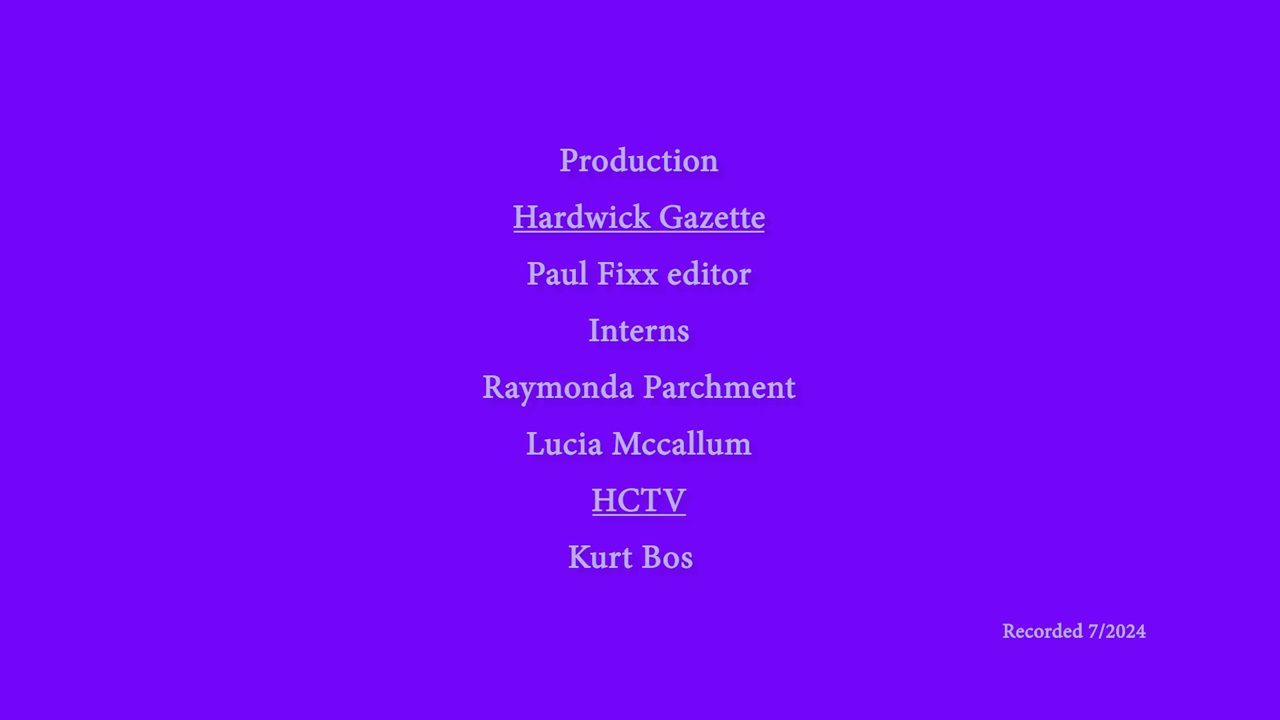 Production
Hardwick Gazette
Paul Fixx editor
Interns
Raymonda Parchment
Lucia Mccallum
HCTV
Kurt Bos
Recorded 7/2024